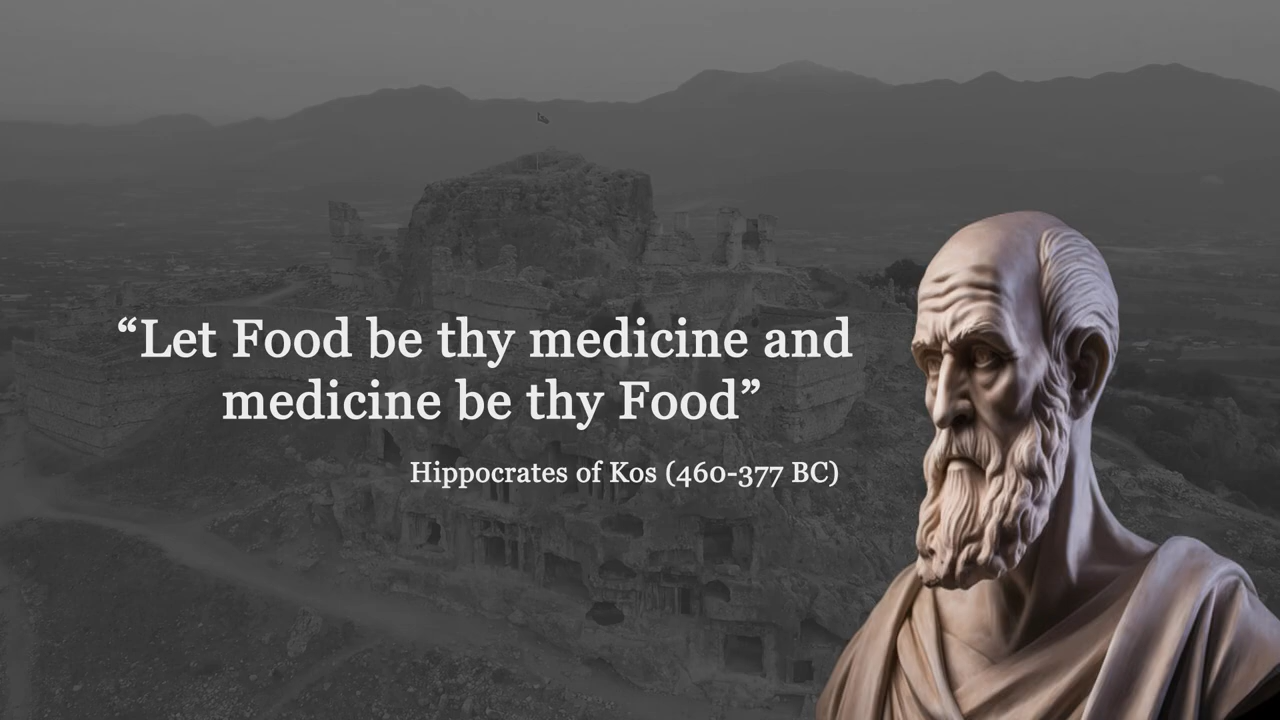 “Let Food be thy medicine and
medicine be thy Food”
Hippocrates of Kos (460-377 BC)